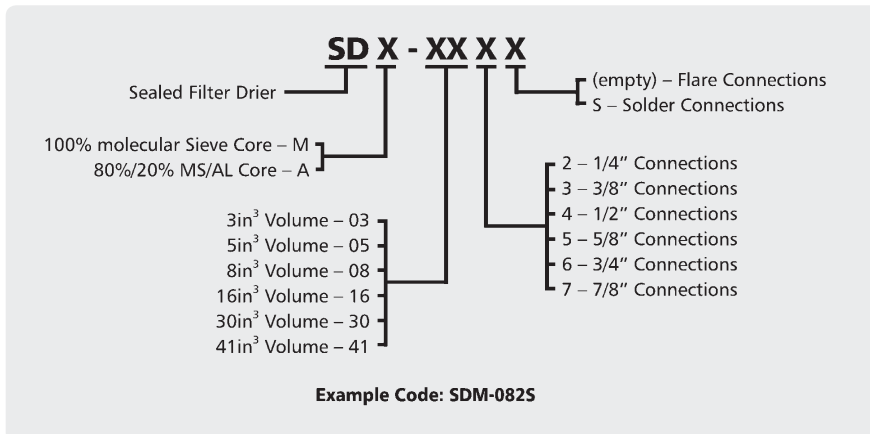 SD X - XX X X
Sealed Filter Drier
(empty) – Flare Connections
S – Solder Connections
100% molecular Sieve Core – M
80%/20% MS/AL Core – A
2 – 1/4” Connections
3 – 3/8” Connections
4 – 1/2” Connections
5 – 5/8” Connections
6 – 3/4” Connections
7 – 7/8” Connections
3in³ Volume – 03
5in³ Volume – 05
8in³ Volume – 08
16in³ Volume – 16
30in³ Volume – 30
41in³ Volume – 41
Example Code: SDM-082S